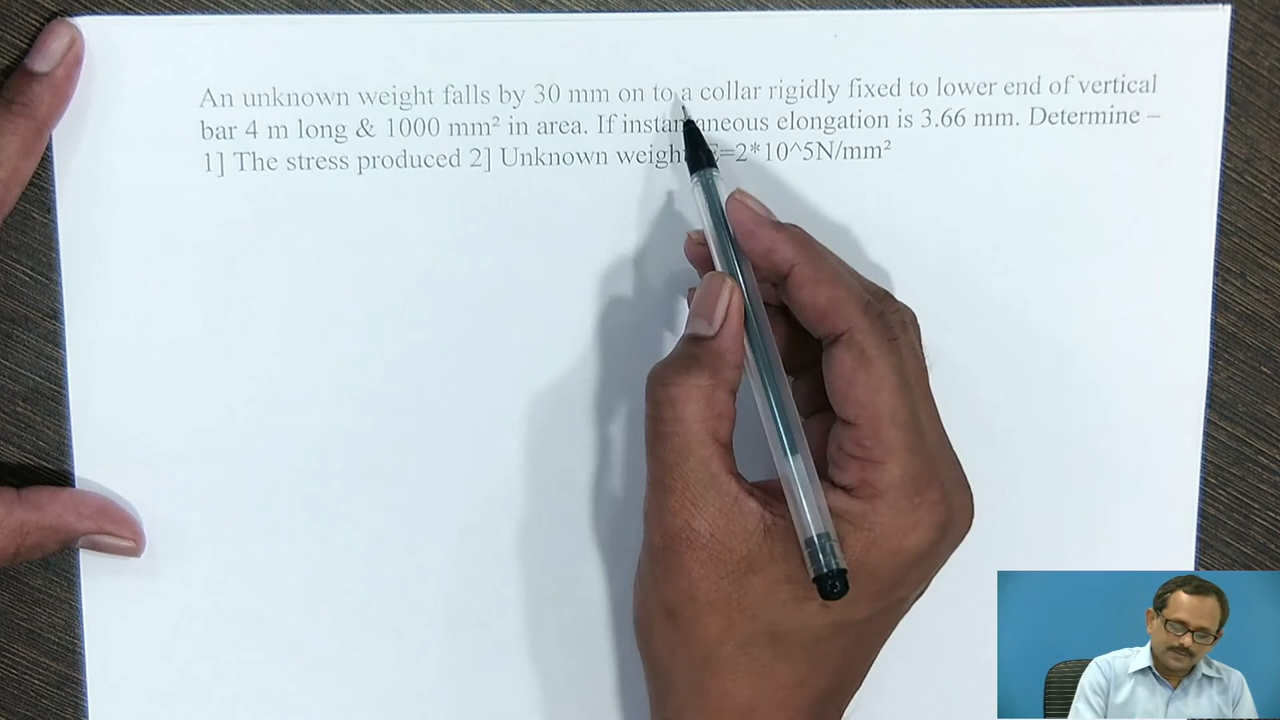 An unknown weight falls by 30 mm on to a collar rigidly fixed to lower end of vertical
bar 4 m long & 1000 mm² in area. If instantaneous elongation is 3.66 mm. Determine –
1] The stress produced 2] Unknown weight E=2*10^5N/mm²